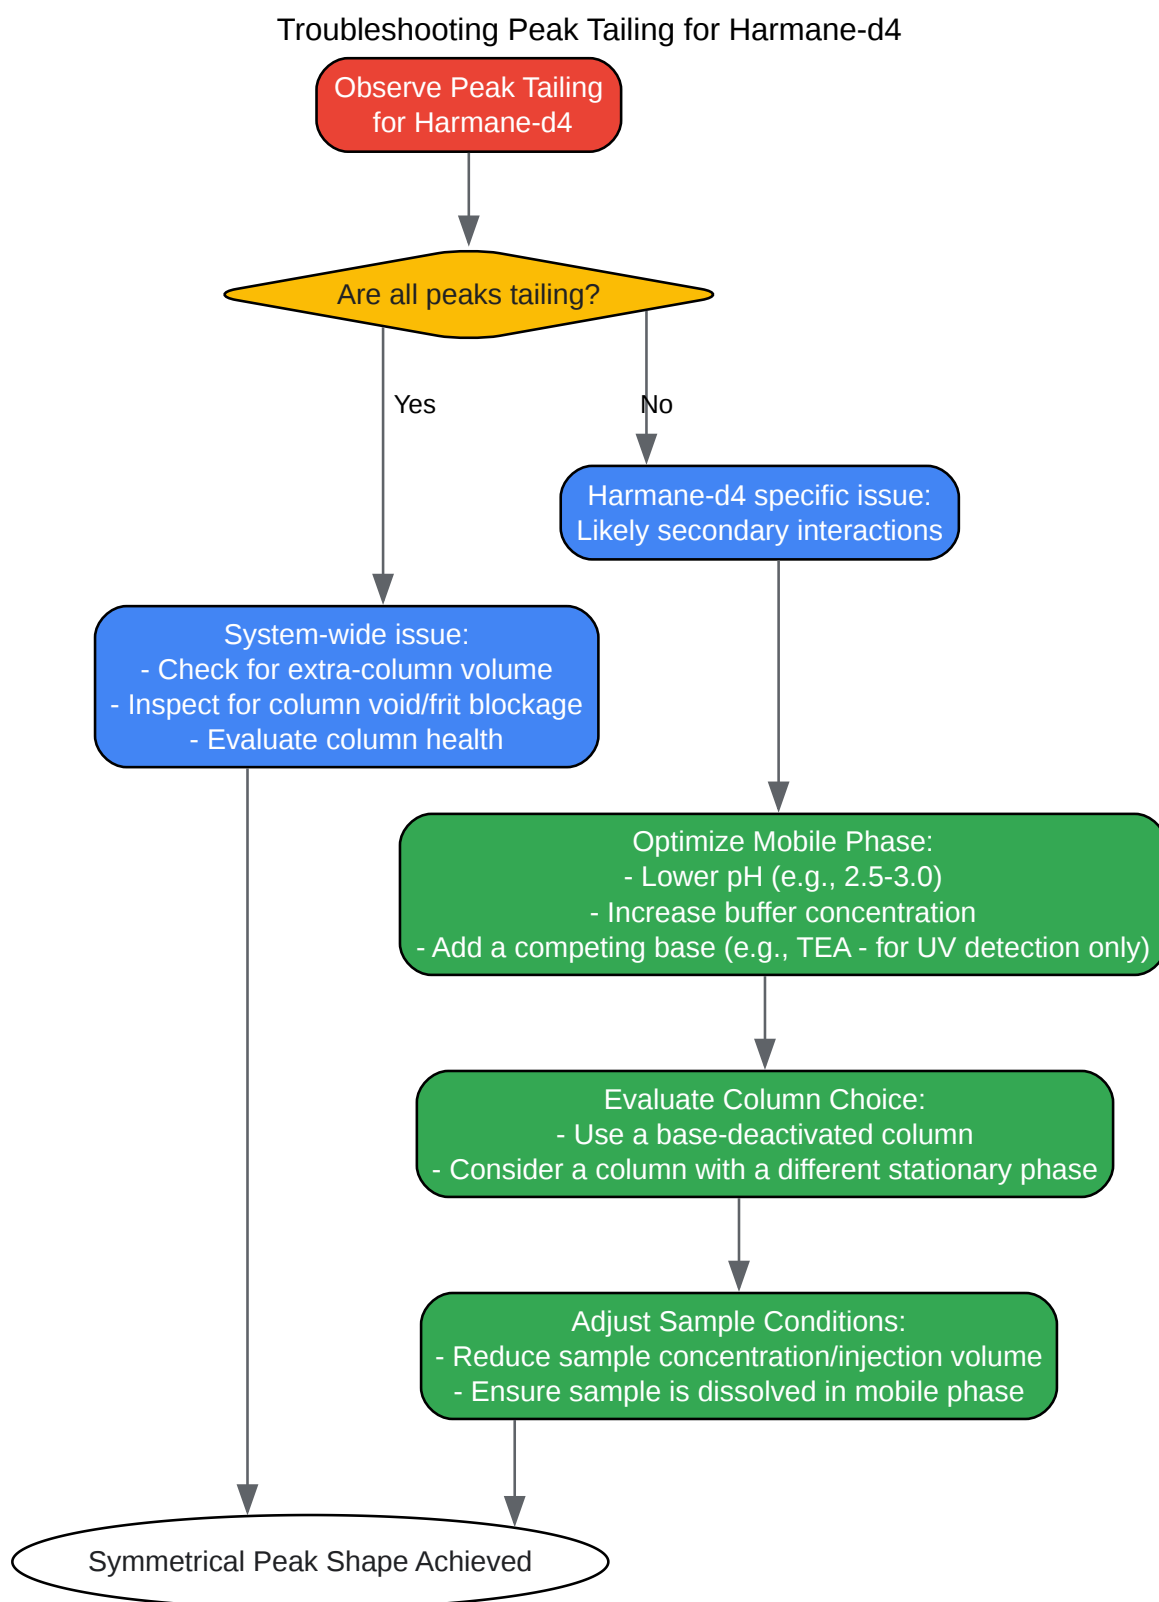 Troubleshooting Peak Tailing for Harmane-d4
Observe Peak Tailing
for Harmane-d4
Are all peaks tailing?
Yes
No
Harmane-d4 specific issue:
Likely secondary interactions
System-wide issue:
- Check for extra-column volume
- Inspect for column void/frit blockage
- Evaluate column health
Optimize Mobile Phase:
- Lower pH (e.g., 2.5-3.0)
- Increase buffer concentration
- Add a competing base (e.g., TEA - for UV detection only)
Evaluate Column Choice:
- Use a base-deactivated column
- Consider a column with a different stationary phase
Adjust Sample Conditions:
- Reduce sample concentration/injection volume
- Ensure sample is dissolved in mobile phase
Symmetrical Peak Shape Achieved